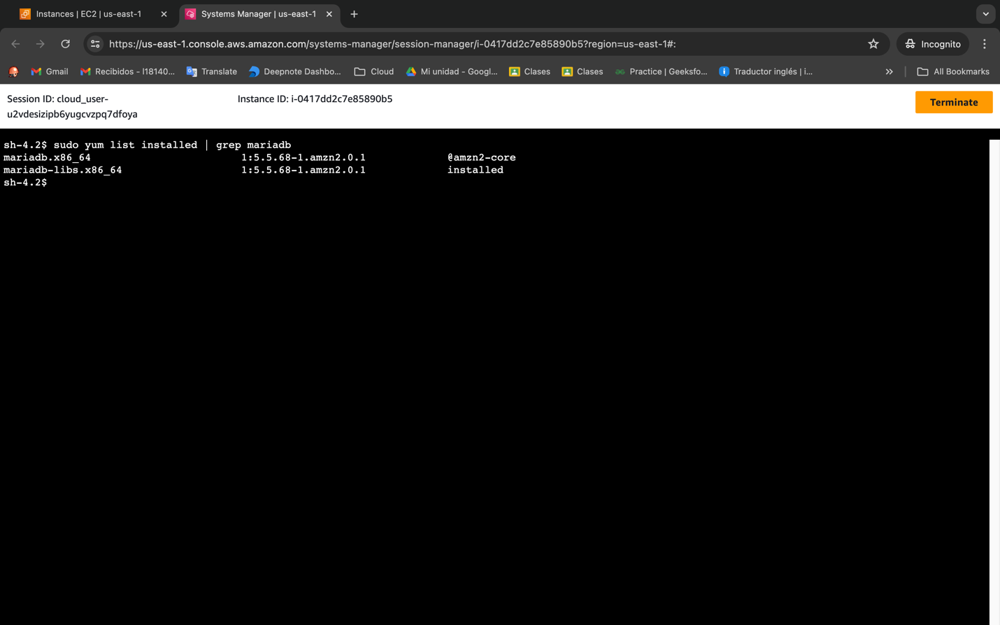 Instances | EC2 | us-east-1
Systems Manager | us-east-1
https://us-east-1.console.aws.amazon.com/systems-manager/session-manager/i-0417dd2c7e85890b5?region=us-east-1#:
Incognito
Gmail
Recibidos - l18140...
Translate
Deepnote Dashbo...
Cloud
Mi unidad - Googl...
Clases
Clases
Practice | Geeksfo...
Traductor inglés | i...
All Bookmarks
Session ID: cloud_user-
u2vdesizipb6yugcvzpq7dfoya
Instance ID: i-0417dd2c7e85890b5
Terminate
sh-4.2$ sudo yum list installed | grep mariadb
mariadb.x86_64 1:5.5.68-1.amzn2.0.1 @amzn2-core
mariadb-libs.x86_64 1:5.5.68-1.amzn2.0.1 installed
sh-4.2$